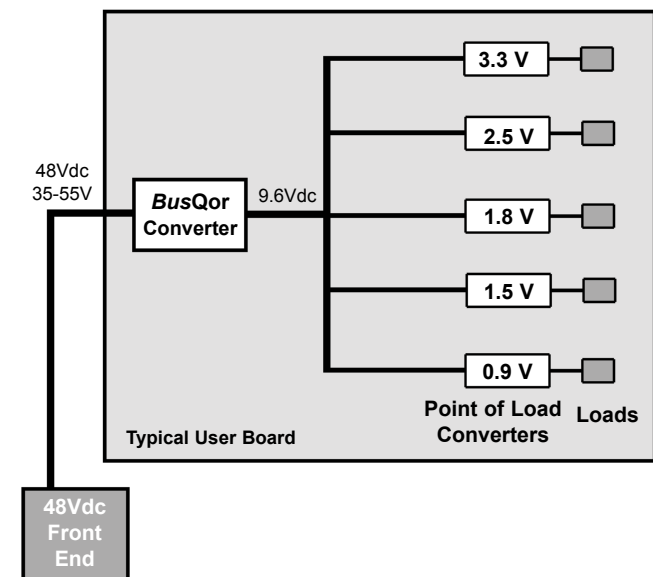 3.3 V
2.5 V
48Vdc
35-55V
BusQor
Converter
9.6Vdc
1.8 V
1.5 V
0.9 V
Point of Load
Converters
Loads
Typical User Board
48Vdc
Front
End